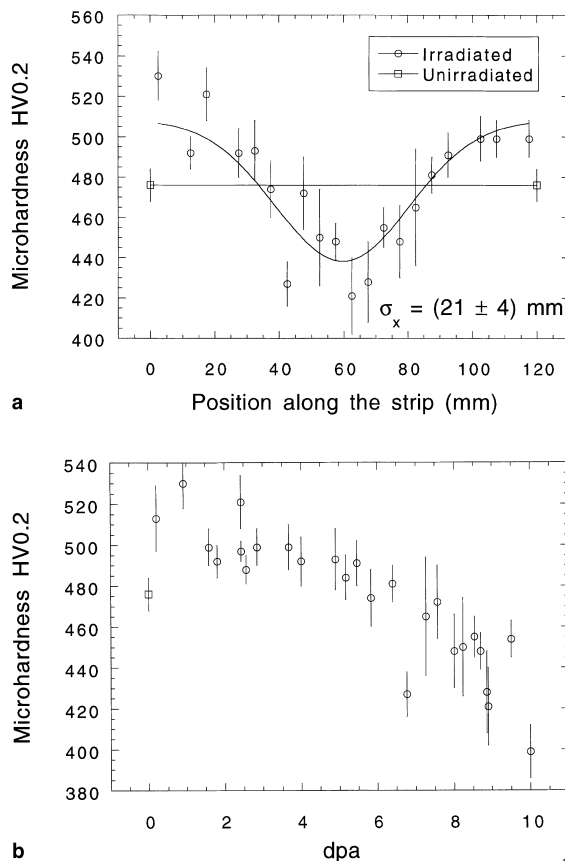 560
540
520
500
480
460
440
420
400
Microhardness HV0.2
Irradiated
Unirradiated
σx = (21 ± 4) mm
0 20 40 60 80 100 120
a Position along the strip (mm)
540
520
500
480
460
440
420
400
380
Microhardness HV0.2
0 2 4 6 8 10
b dpa